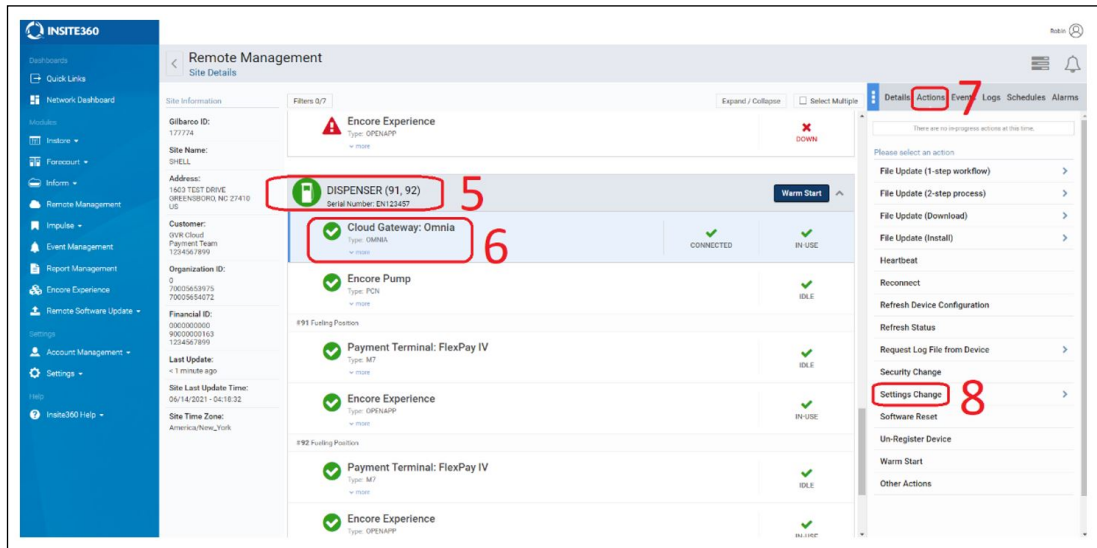 INSITE360
Robin
Dashboards
Quick Links
Network Dashboard
Modules
Instore
Forecourt
Inform
Remote Management
Impulse
Event Management
Report Management
Encore Experience
Remote Software Update
Settings
Account Management
Settings
Help
Insite360 Help
Remote Management
Site Details
Site Information
Gilbarco ID:
177774
Site Name:
SHELL
Address:
1603 TEST DRIVE
GREENSBORO, NC 27410
US
Customer:
GVR Cloud
Payment Team
1234567899
Organization ID:
0
70005653975
70005654072
Financial ID:
0000000000
90000000163
1234567899
Last Update:
< 1 minute ago
Site Last Update Time:
06/14/2021 - 04:18:32
Site Time Zone:
America/New_York
Filters 0/7
Expand / Collapse
Select Multiple
Encore Experience
Type: OPENAPP
more
DOWN
DISPENSER (91, 92)
Serial Number: EN123457
5
Warm Start
Cloud Gateway: Omnia
Type: OMNIA
more
6
CONNECTED
IN-USE
Encore Pump
Type: PCN
more
IDLE
#91 Fueling Position
Payment Terminal: FlexPay IV
Type: M7
more
IDLE
Encore Experience
Type: OPENAPP
more
IN-USE
#92 Fueling Position
Payment Terminal: FlexPay IV
Type: M7
more
IDLE
Encore Experience
Type: OPENAPP
IN-USE
Details Actions Events Logs Schedules Alarms
7
There are no in-progress actions at this time.
Please select an action
File Update (1-step workflow)
File Update (2-step process)
File Update (Download)
File Update (Install)
Heartbeat
Reconnect
Refresh Device Configuration
Refresh Status
Request Log File from Device
Security Change
Settings Change
8
Software Reset
Un-Register Device
Warm Start
Other Actions